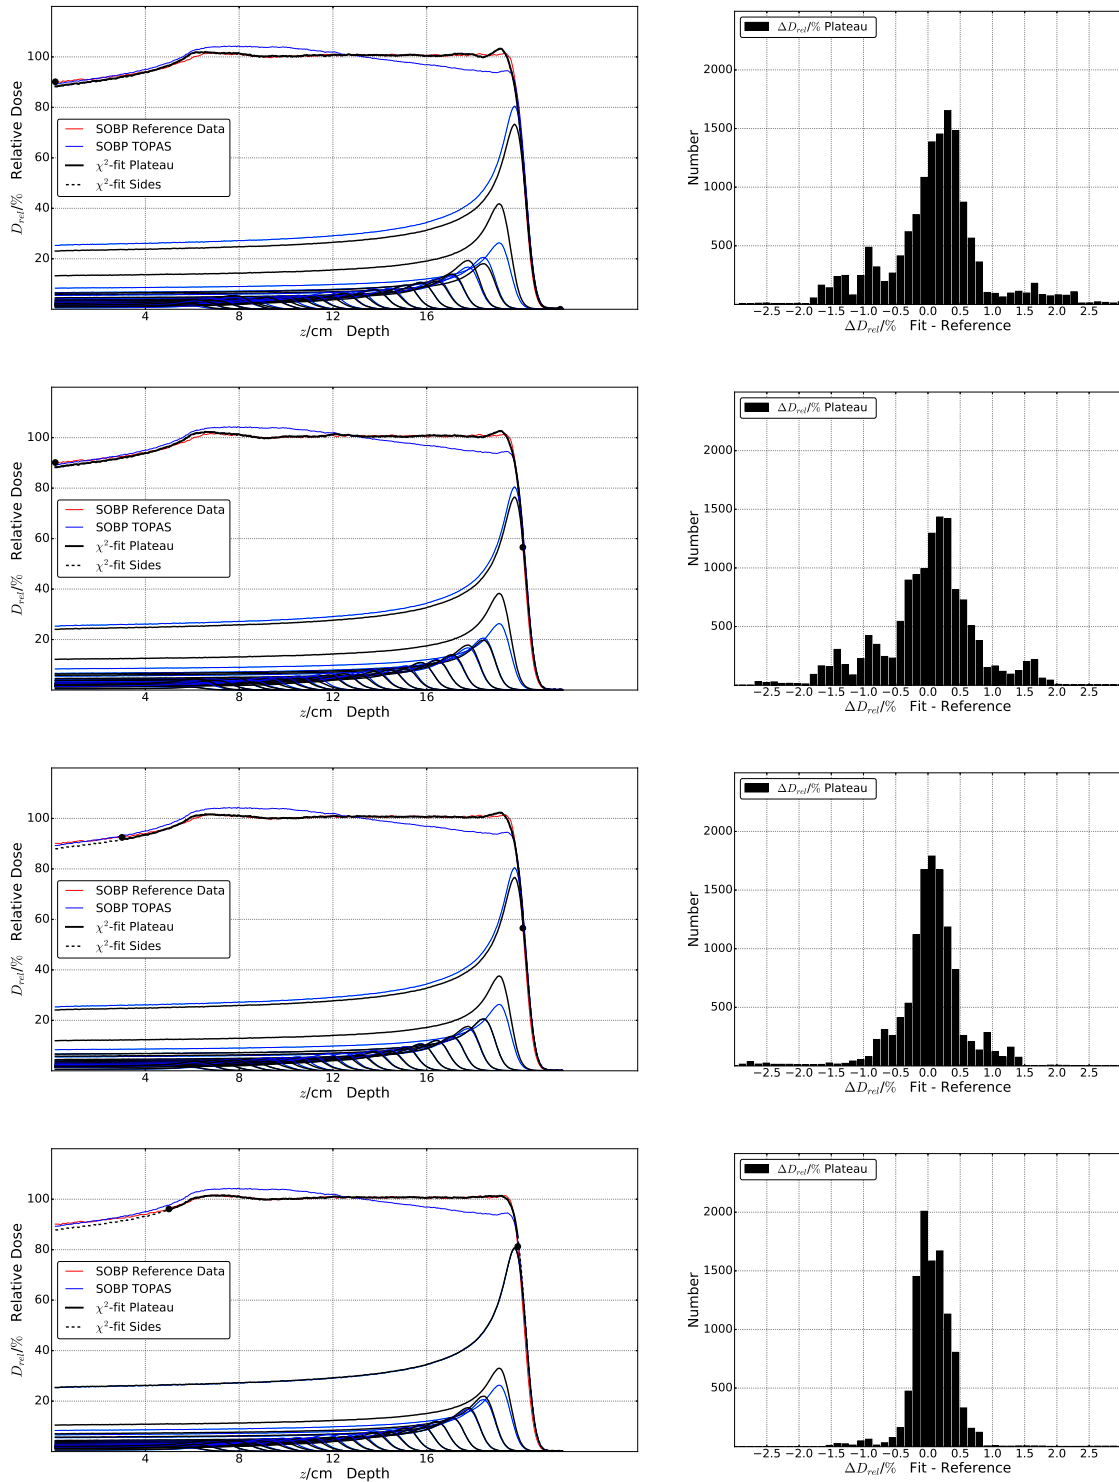 100
80
60
40
20
4
8
12
16
D_rel/% Relative Dose
z/cm Depth
SOBP Reference Data
SOBP TOPAS
χ²-fit Plateau
χ²-fit Sides
ΔD_rel/% Plateau
2000
1500
1000
500
Number
−2.5 −2.0 −1.5 −1.0 −0.5 0.0 0.5 1.0 1.5 2.0 2.5
ΔD_rel/% Fit - Reference
100
80
60
40
20
4
8
12
16
D_rel/% Relative Dose
z/cm Depth
SOBP Reference Data
SOBP TOPAS
χ²-fit Plateau
χ²-fit Sides
ΔD_rel/% Plateau
2000
1500
1000
500
Number
−2.5 −2.0 −1.5 −1.0 −0.5 0.0 0.5 1.0 1.5 2.0 2.5
ΔD_rel/% Fit - Reference
100
80
60
40
20
4
8
12
16
D_rel/% Relative Dose
z/cm Depth
SOBP Reference Data
SOBP TOPAS
χ²-fit Plateau
χ²-fit Sides
ΔD_rel/% Plateau
2000
1500
1000
500
Number
−2.5 −2.0 −1.5 −1.0 −0.5 0.0 0.5 1.0 1.5 2.0 2.5
ΔD_rel/% Fit - Reference
100
80
60
40
20
4
8
12
16
D_rel/% Relative Dose
z/cm Depth
SOBP Reference Data
SOBP TOPAS
χ²-fit Plateau
χ²-fit Sides
ΔD_rel/% Plateau
2000
1500
1000
500
Number
−2.5 −2.0 −1.5 −1.0 −0.5 0.0 0.5 1.0 1.5 2.0 2.5
ΔD_rel/% Fit - Reference